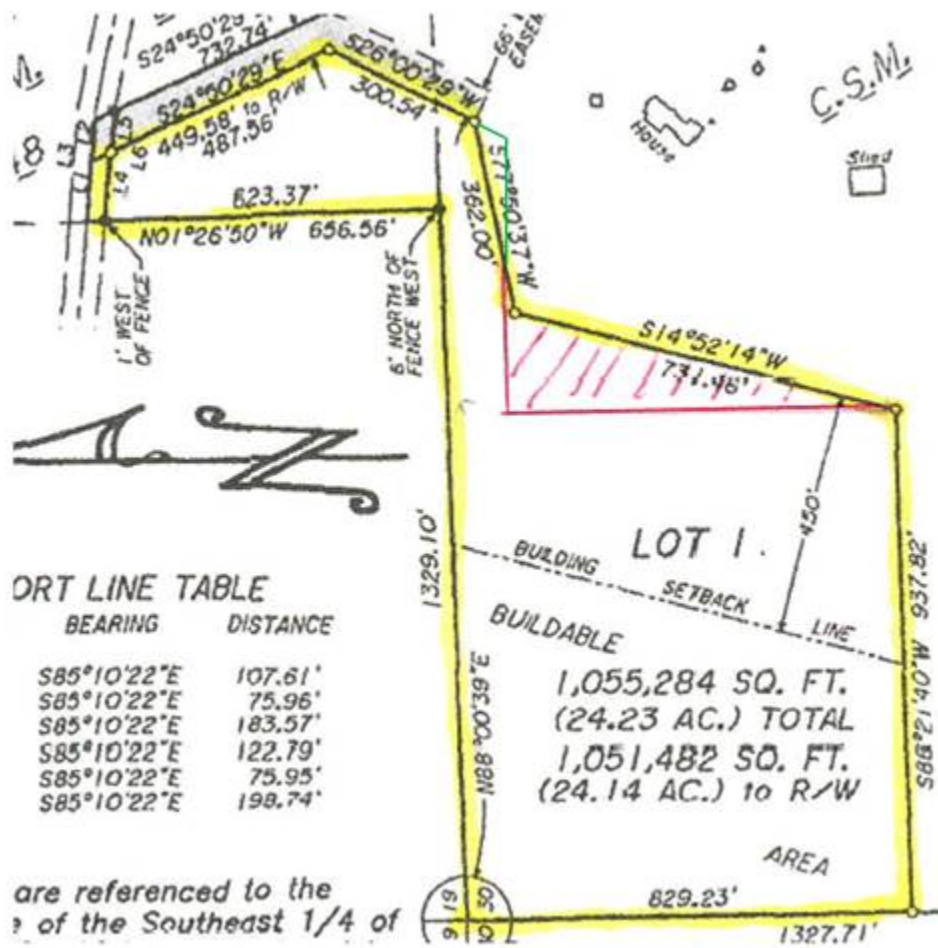 S24°50'29"
732.74'
S24°50'29"E
449.58' to R/W
487.56'
S26°00'29"W
300.54'
66'
C.S.M.
House
L3
L5
L6
L4
623.37'
N01°26'50"W 656.56'
362.00'
1' WEST
OF FENCE
6' NORTH OF
FENCE WEST
S14°52'14"W
731.46'
1329.10'
N88°00'39"E
450'
LOT 1.
BUILDING
SETBACK
LINE
BUILDABLE
AREA
S88°21'40"W 937.82'
1,055,284 SQ. FT.
(24.23 AC.) TOTAL
1,051,482 SQ. FT.
(24.14 AC.) to R/W
ORT LINE TABLE
BEARING DISTANCE
S85°10'22"E 107.61'
S85°10'22"E 75.96'
S85°10'22"E 183.57'
S85°10'22"E 122.79'
S85°10'22"E 75.95'
S85°10'22"E 198.74'
are referenced to the
of the Southeast 1/4 of
829.23'
1327.71'